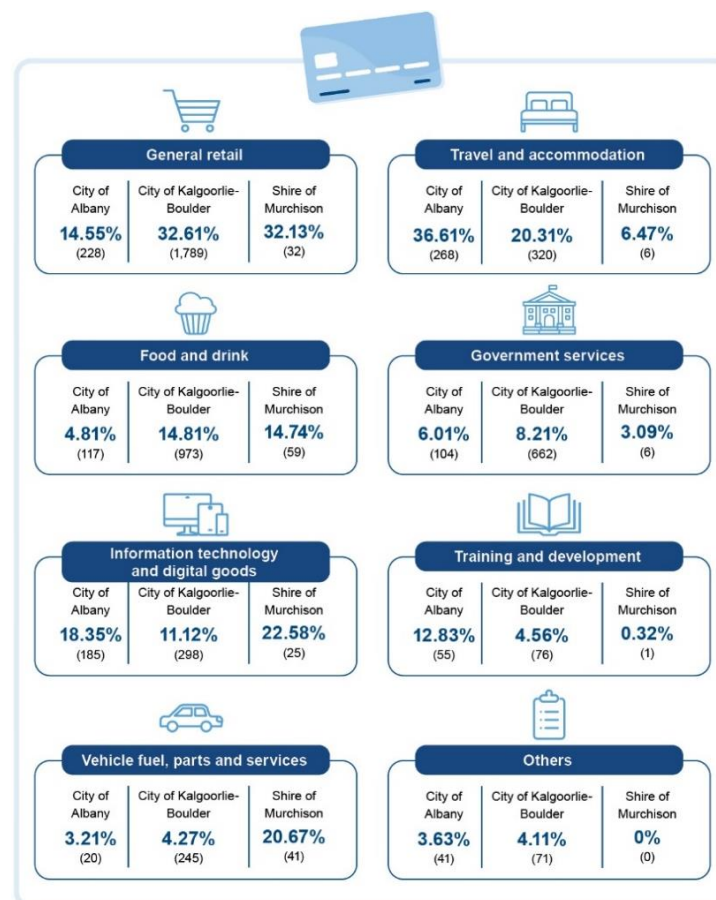 General retail
City of Albany
14.55%
(228)
City of Kalgoorlie-Boulder
32.61%
(1,789)
Shire of Murchison
32.13%
(32)
Travel and accommodation
City of Albany
36.61%
(268)
City of Kalgoorlie-Boulder
20.31%
(320)
Shire of Murchison
6.47%
(6)
Food and drink
City of Albany
4.81%
(117)
City of Kalgoorlie-Boulder
14.81%
(973)
Shire of Murchison
14.74%
(59)
Government services
City of Albany
6.01%
(104)
City of Kalgoorlie-Boulder
8.21%
(662)
Shire of Murchison
3.09%
(6)
Information technology
and digital goods
City of Albany
18.35%
(185)
City of Kalgoorlie-Boulder
11.12%
(298)
Shire of Murchison
22.58%
(25)
Training and development
City of Albany
12.83%
(55)
City of Kalgoorlie-Boulder
4.56%
(76)
Shire of Murchison
0.32%
(1)
Vehicle fuel, parts and services
City of Albany
3.21%
(20)
City of Kalgoorlie-Boulder
4.27%
(245)
Shire of Murchison
20.67%
(41)
Others
City of Albany
3.63%
(41)
City of Kalgoorlie-Boulder
4.11%
(71)
Shire of Murchison
0%
(0)